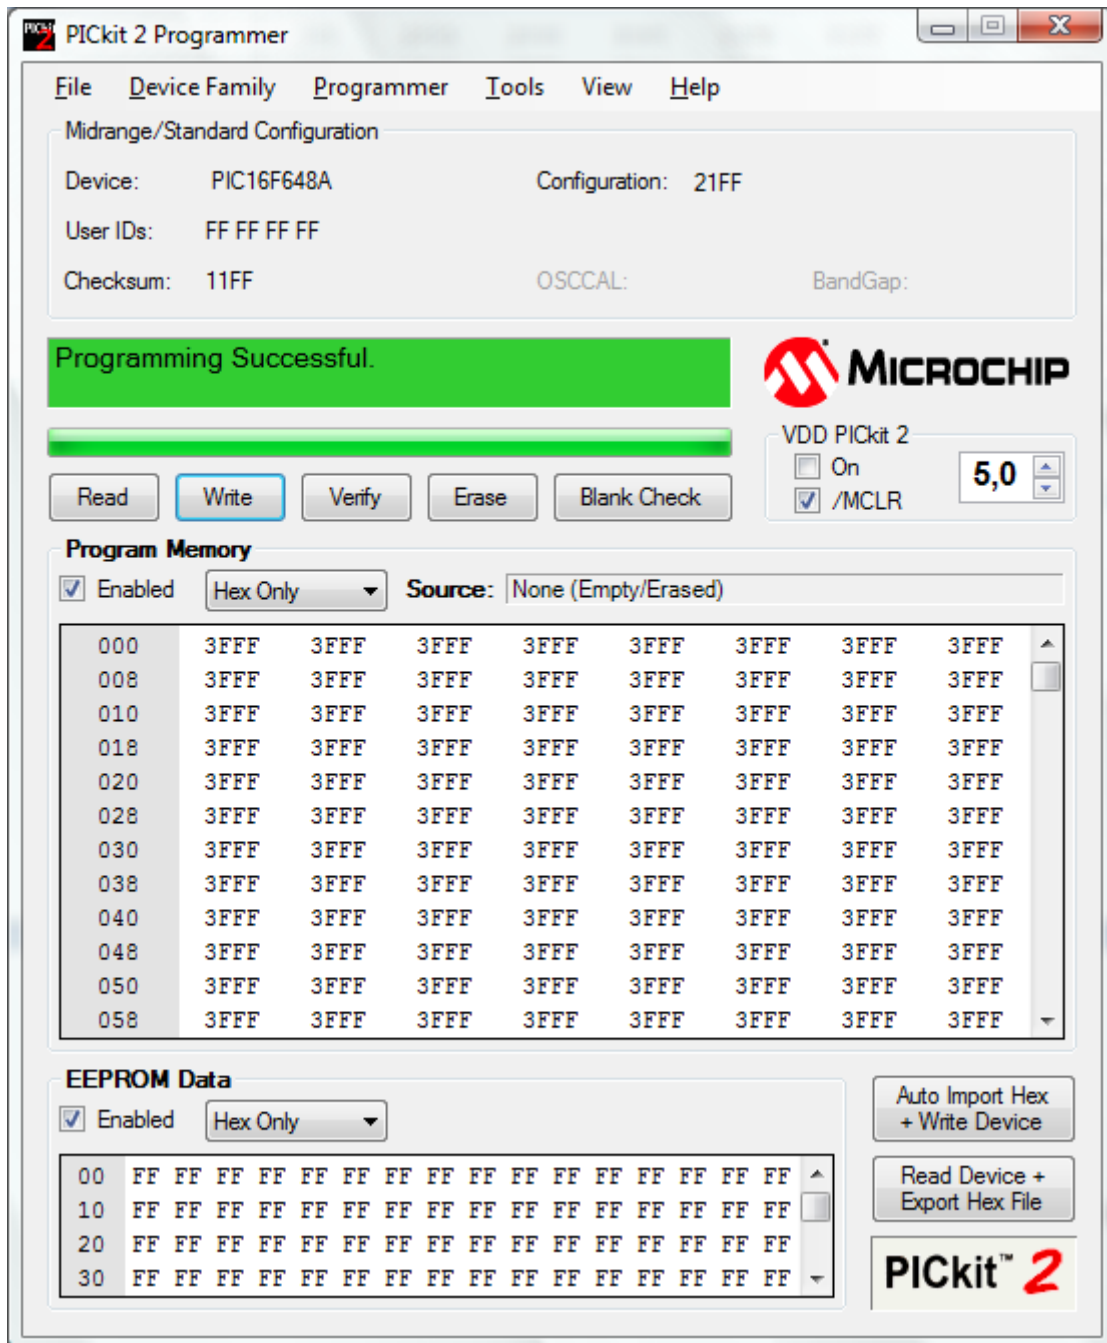 PICkit 2 Programmer
File Device Family Programmer Tools View Help
Midrange/Standard Configuration
Device: PIC16F648A Configuration: 21FF
User IDs: FF FF FF FF
Checksum: 11FF OSCCAL: BandGap:
Programming Successful.
MICROCHIP
VDD PICkit 2
On
/MCLR
5,0
Read Write Verify Erase Blank Check
Program Memory
Enabled Hex Only Source: None (Empty/Erased)
000 3FFF 3FFF 3FFF 3FFF 3FFF 3FFF 3FFF 3FFF
008 3FFF 3FFF 3FFF 3FFF 3FFF 3FFF 3FFF 3FFF
010 3FFF 3FFF 3FFF 3FFF 3FFF 3FFF 3FFF 3FFF
018 3FFF 3FFF 3FFF 3FFF 3FFF 3FFF 3FFF 3FFF
020 3FFF 3FFF 3FFF 3FFF 3FFF 3FFF 3FFF 3FFF
028 3FFF 3FFF 3FFF 3FFF 3FFF 3FFF 3FFF 3FFF
030 3FFF 3FFF 3FFF 3FFF 3FFF 3FFF 3FFF 3FFF
038 3FFF 3FFF 3FFF 3FFF 3FFF 3FFF 3FFF 3FFF
040 3FFF 3FFF 3FFF 3FFF 3FFF 3FFF 3FFF 3FFF
048 3FFF 3FFF 3FFF 3FFF 3FFF 3FFF 3FFF 3FFF
050 3FFF 3FFF 3FFF 3FFF 3FFF 3FFF 3FFF 3FFF
058 3FFF 3FFF 3FFF 3FFF 3FFF 3FFF 3FFF 3FFF
EEPROM Data
Enabled Hex Only
00 FF FF FF FF FF FF FF FF FF FF FF FF FF FF FF FF
10 FF FF FF FF FF FF FF FF FF FF FF FF FF FF FF FF
20 FF FF FF FF FF FF FF FF FF FF FF FF FF FF FF FF
30 FF FF FF FF FF FF FF FF FF FF FF FF FF FF FF FF
Auto Import Hex
+ Write Device
Read Device +
Export Hex File
PICkit™ 2